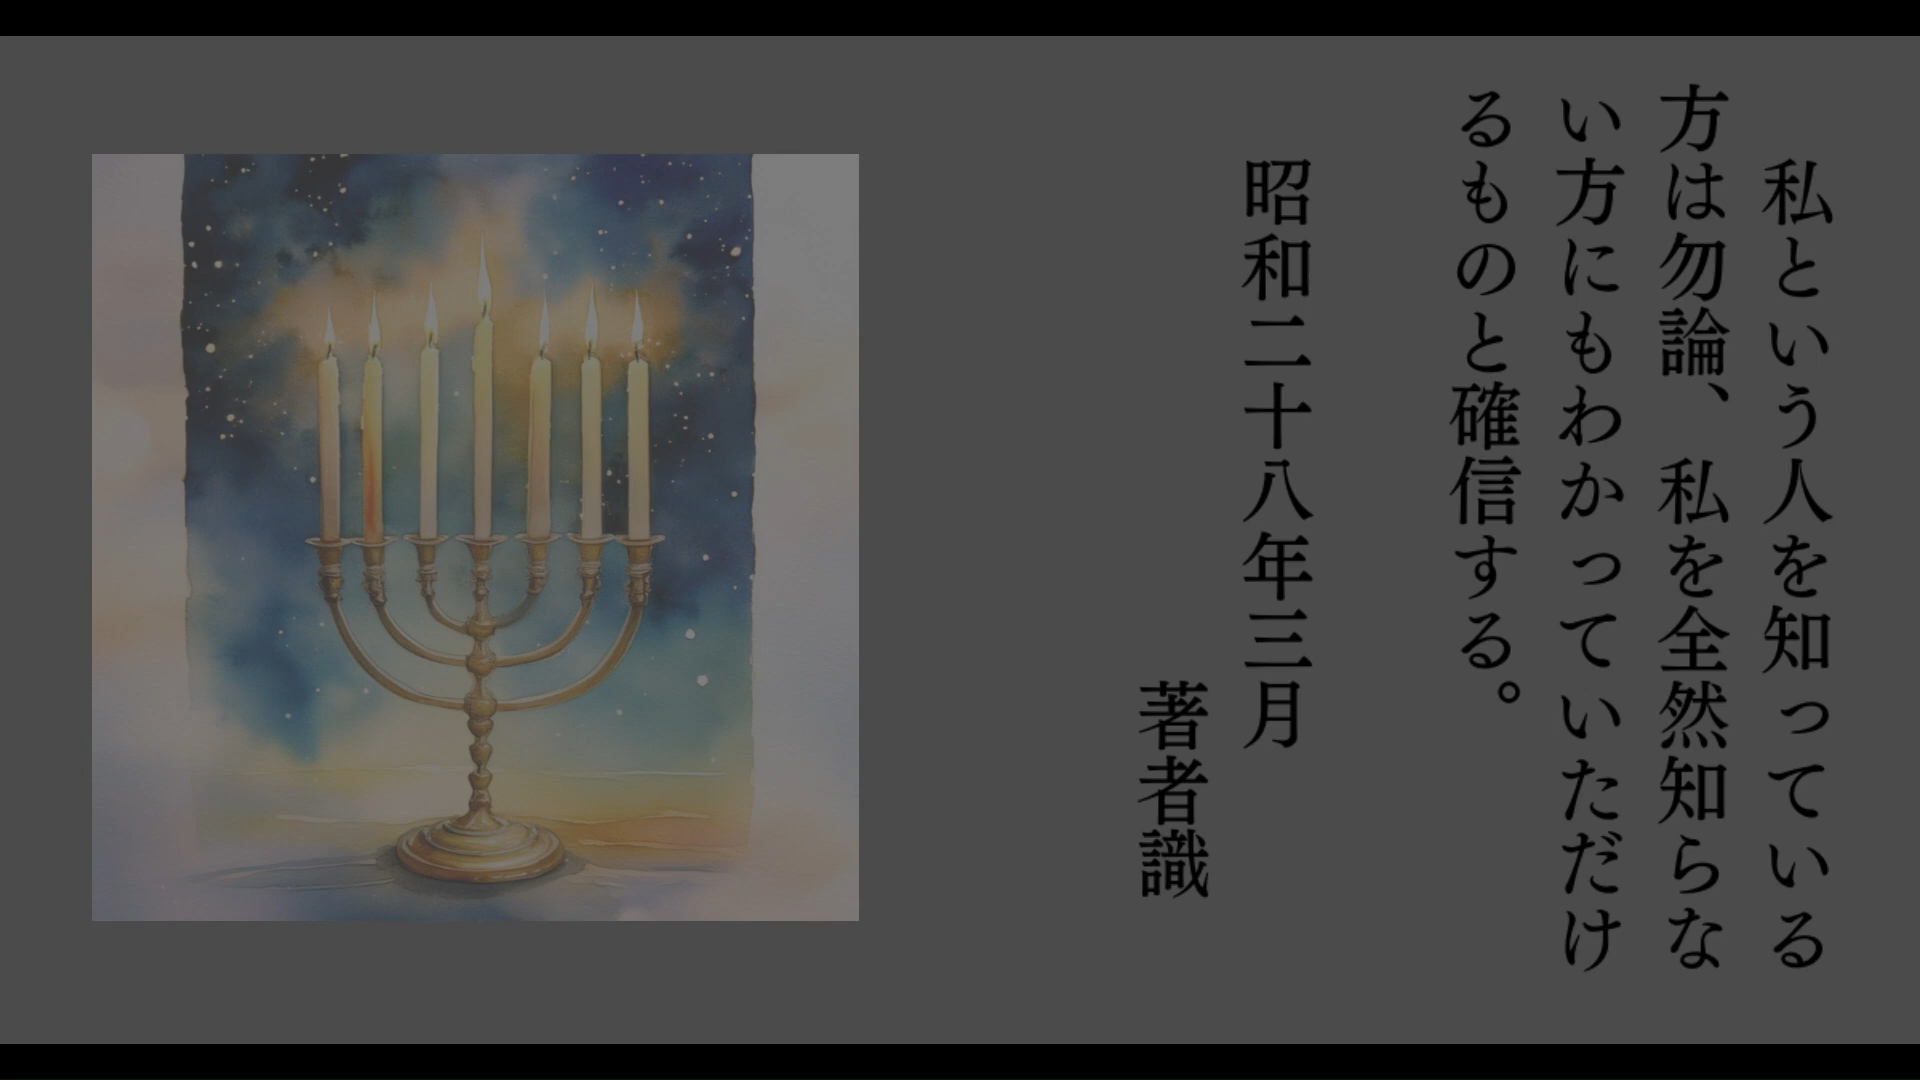 私という人を知っている
方は勿論、私を全然知らな
い方にもわかっていただけ
るものと確信する。
昭和二十八年三月
著者識